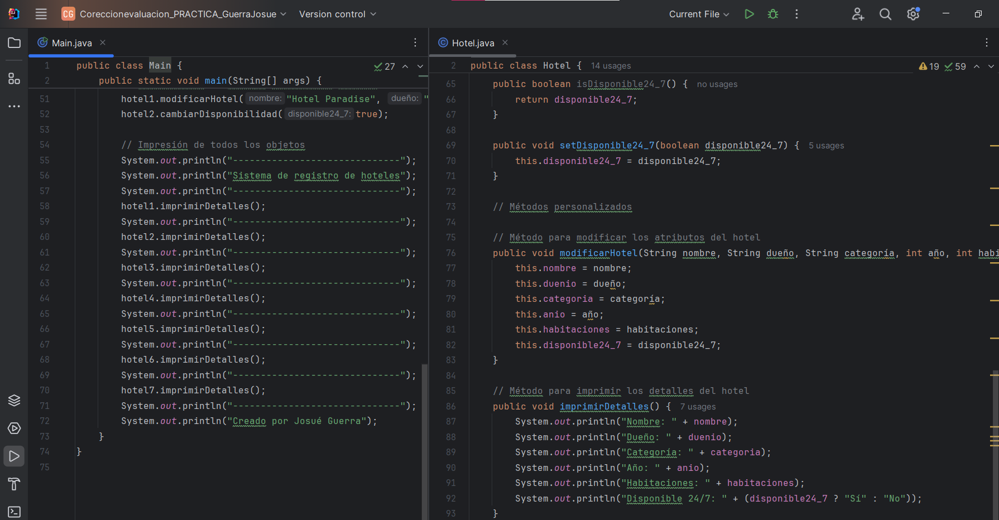 CG Coreccionevaluacion_PRACTICA_GuerraJosue Version control Current File
Main.java
1 public class Main { 27
2 public static void main(String[] args) {
51 hotel1.modificarHotel( nombre: "Hotel Paradise", dueño: "
52 hotel2.cambiarDisponibilidad( disponible24_7: true);
53
54 // Impresión de todos los objetos
55 System.out.println("------------------------------");
56 System.out.println("Sistema de registro de hoteles");
57 System.out.println("------------------------------");
58 hotel1.imprimirDetalles();
59 System.out.println("------------------------------");
60 hotel2.imprimirDetalles();
61 System.out.println("------------------------------");
62 hotel3.imprimirDetalles();
63 System.out.println("------------------------------");
64 hotel4.imprimirDetalles();
65 System.out.println("------------------------------");
66 hotel5.imprimirDetalles();
67 System.out.println("------------------------------");
68 hotel6.imprimirDetalles();
69 System.out.println("------------------------------");
70 hotel7.imprimirDetalles();
71 System.out.println("------------------------------");
72 System.out.println("Creado por Josué Guerra");
73 }
74 }
75
Hotel.java
2 public class Hotel { 14 usages 19 59
65 public boolean isDisponible24_7() { no usages
66 return disponible24_7;
67 }
68
69 public void setDisponible24_7(boolean disponible24_7) { 5 usages
70 this.disponible24_7 = disponible24_7;
71 }
72
73 // Métodos personalizados
74
75 // Método para modificar los atributos del hotel
76 public void modificarHotel(String nombre, String dueño, String categoría, int año, int habi
77 this.nombre = nombre;
78 this.duenio = dueño;
79 this.categoria = categoría;
80 this.anio = año;
81 this.habitaciones = habitaciones;
82 this.disponible24_7 = disponible24_7;
83 }
84
85 // Método para imprimir los detalles del hotel
86 public void imprimirDetalles() { 7 usages
87 System.out.println("Nombre: " + nombre);
88 System.out.println("Dueño: " + duenio);
89 System.out.println("Categoría: " + categoria);
90 System.out.println("Año: " + anio);
91 System.out.println("Habitaciones: " + habitaciones);
92 System.out.println("Disponible 24/7: " + (disponible24_7 ? "Sí" : "No"));
93 }